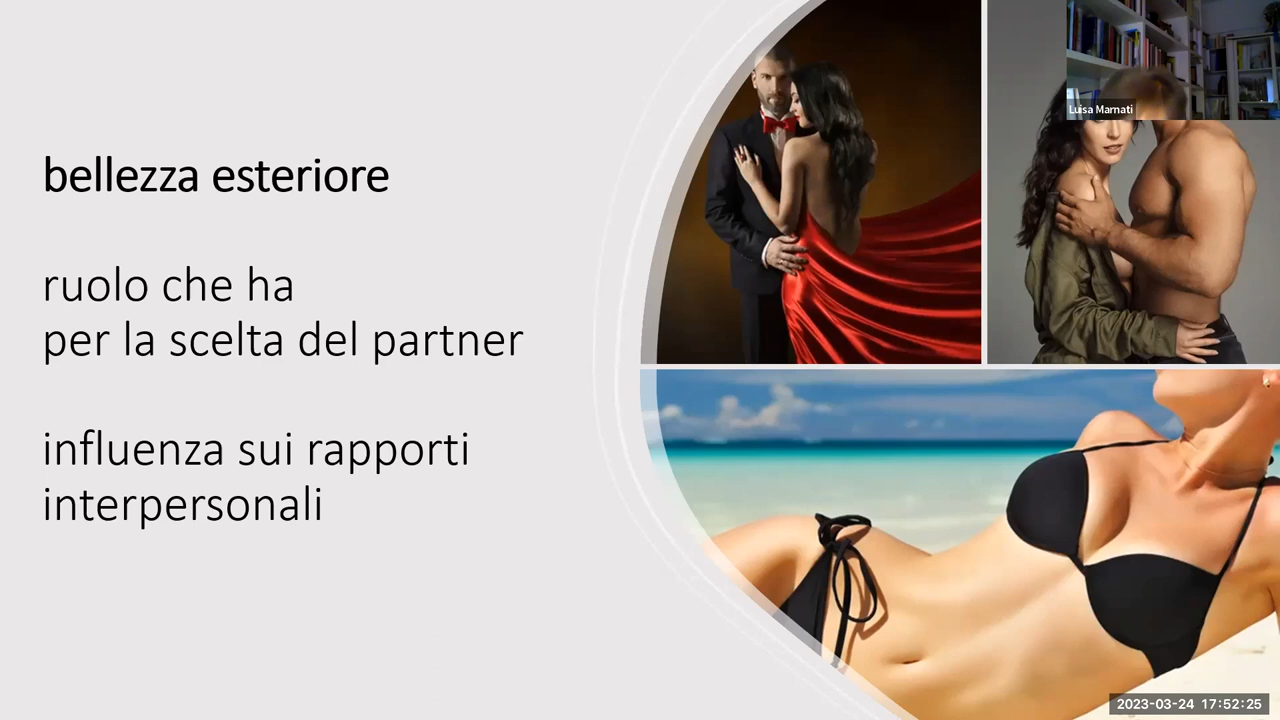 bellezza esteriore
ruolo che ha
per la scelta del partner
influenza sui rapporti
interpersonali
Luisa Marnati
2023-03-24 17:52:25